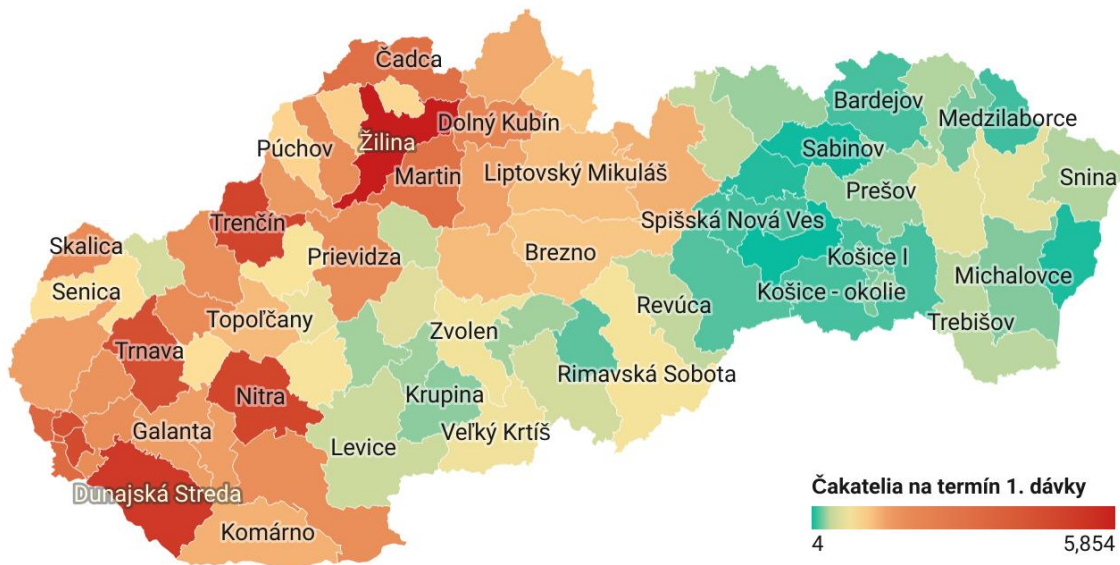 Čadca
Dolný Kubín
Žilina
Púchov
Martin
Liptovský Mikuláš
Bardejov
Medzilaborce
Sabinov
Prešov
Snina
Trenčín
Spišská Nová Ves
Skalica
Prievidza
Brezno
Košice I
Michalovce
Senica
Košice - okolie
Revúca
Topoľčany
Zvolen
Trebišov
Trnava
Rimavská Sobota
Nitra
Krupina
Galanta
Veľký Krtíš
Levice
Dunajská Streda
Komárno
Čakatelia na termín 1. dávky
4 5,854